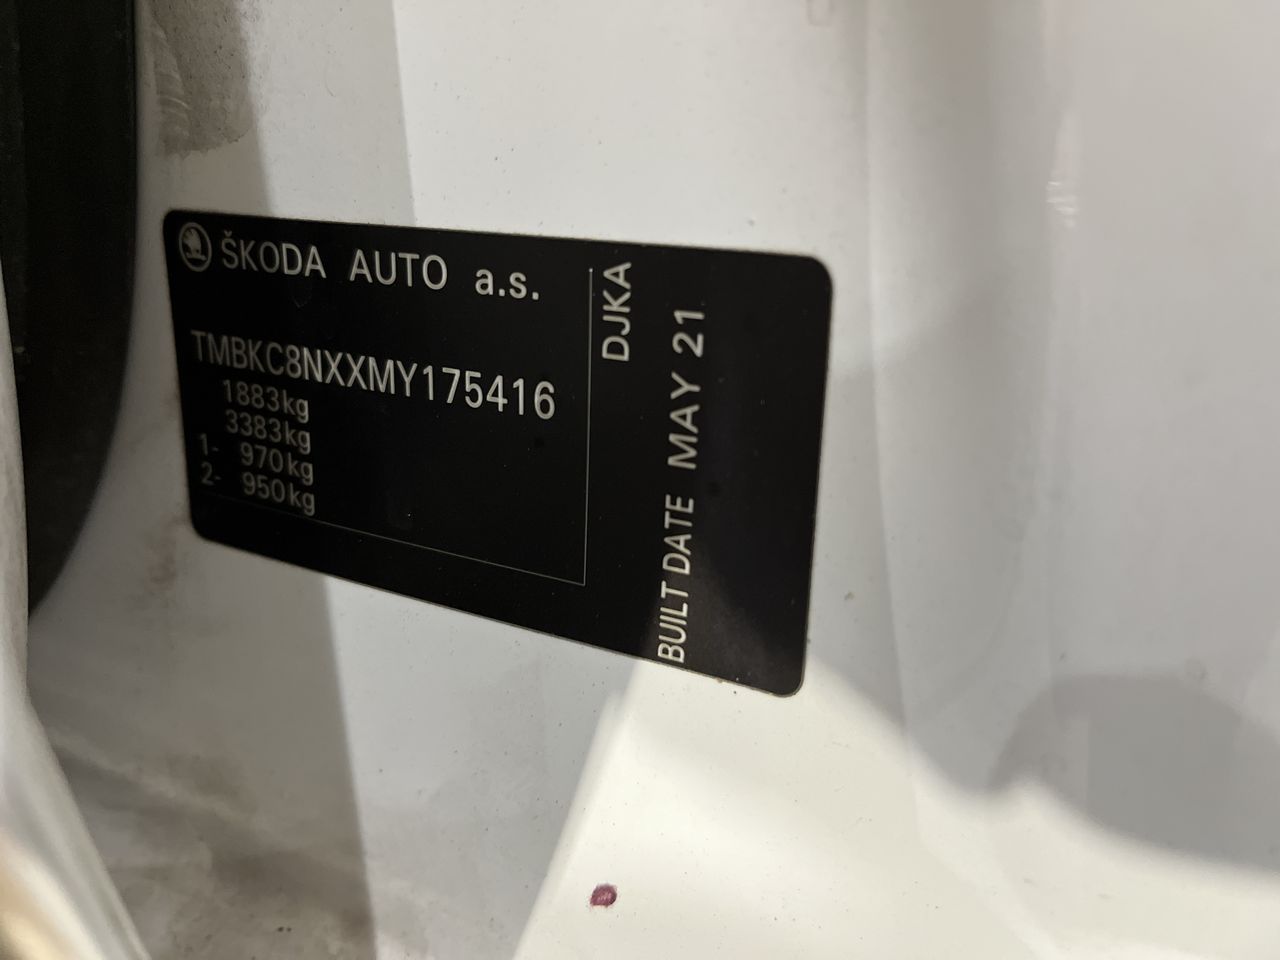 ŠKODA AUTO a.s.
TMBKC8NXXMY175416
1883kg
3383kg
1- 970kg
2- 950kg
DJKA
BUILT DATE MAY 21